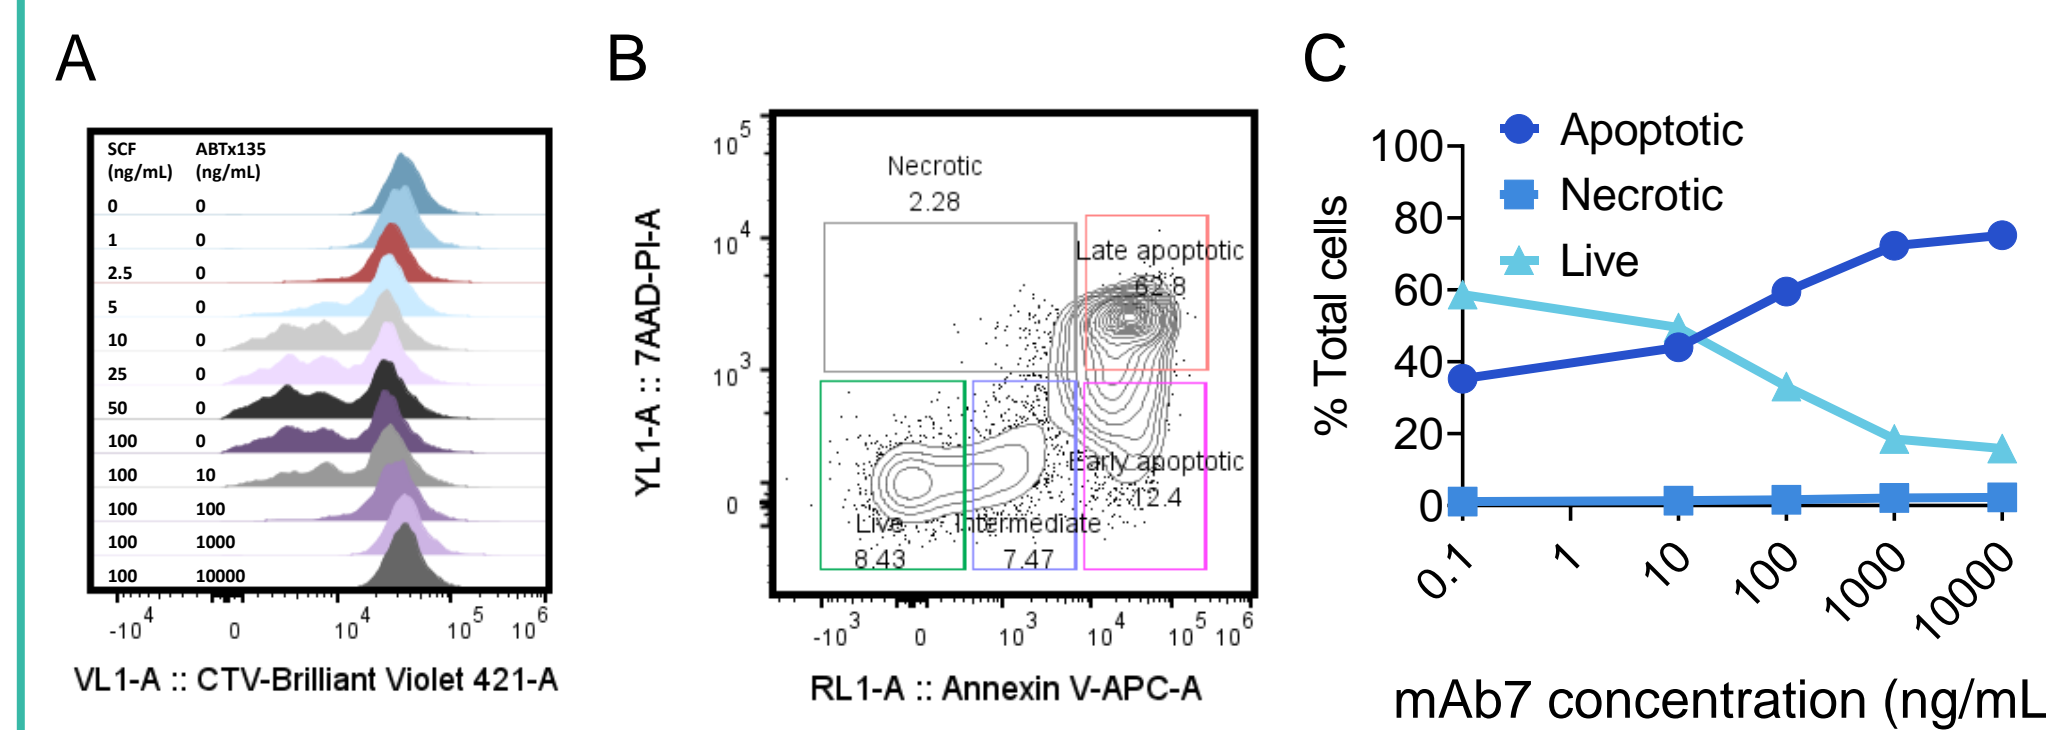 A
SCF ABTx135
(ng/mL) (ng/mL)
0 0
1 0
2.5 0
5 0
10 0
25 0
50 0
100 0
100 10
100 100
100 1000
100 10000
-10^4 0 10^4 10^5 10^6
VL1-A :: CTV-Brilliant Violet 421-A
B
YL1-A :: 7AAD-PI-A
10^5
10^4
10^3
0
Necrotic
2.28
Late apoptotic
62.8
Early apoptotic
12.4
Live
8.43
Intermediate
7.47
-10^3 0 10^3 10^4 10^5 10^6
RL1-A :: Annexin V-APC-A
C
Apoptotic
Necrotic
Live
% Total cells
100
80
60
40
20
0
0.1 1 10 100 1000 10000
mAb7 concentration (ng/mL